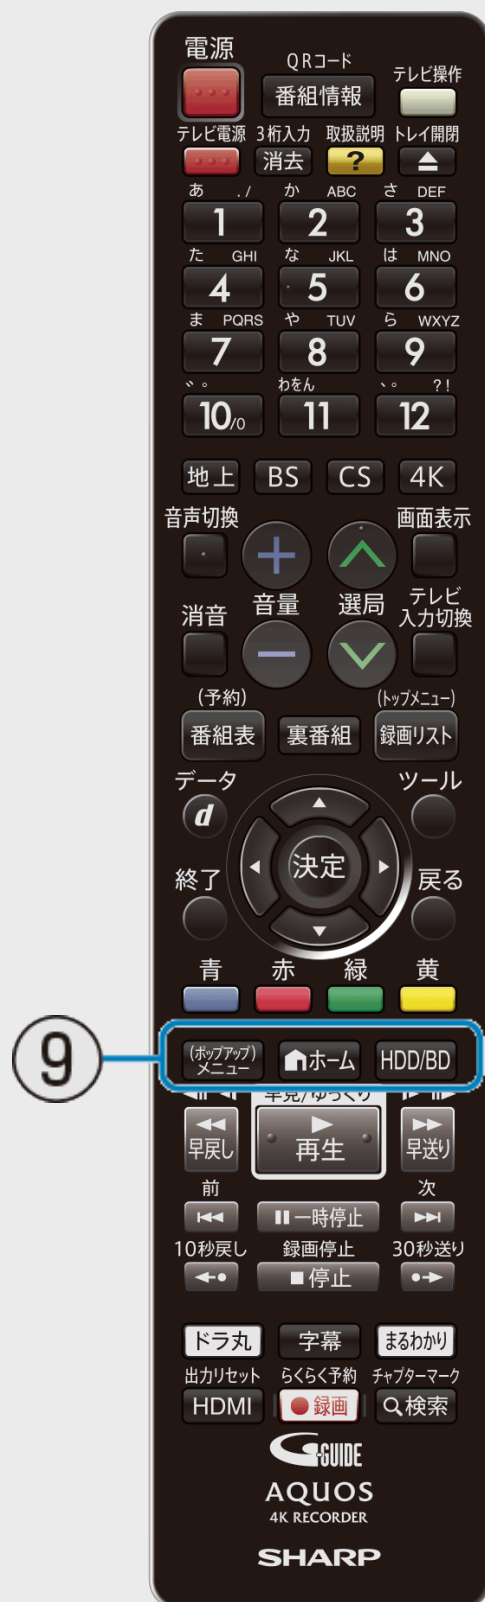 電源
QRコード
番組情報
テレビ操作
テレビ電源 3桁入力 取扱説明 トレイ開閉
消去 ?
あ ./ か ABC さ DEF
1 2 3
た GHI な JKL は MNO
4 5 6
ま PQRS や TUV ら WXYZ
7 8 9
゛゜ わをん 、。 ?!
10/0 11 12
地上 BS CS 4K
音声切換 画面表示
+
消音 音量 選局 テレビ
入力切換
−
(予約) (トップメニュー)
番組表 裏番組 録画リスト
データ ツール
d
決定
終了 戻る
青 赤 緑 黄
9
(ポップアップ)
メニュー ホーム HDD/BD
早見/ゆっくり
早戻し 再生 早送り
前 次
一時停止
10秒戻し 録画停止 30秒送り
停止
ドラ丸 字幕 まるわかり
出力リセット らくらく予約 チャプターマーク
HDMI 録画 検索
G-GUIDE
AQUOS
4K RECORDER
SHARP